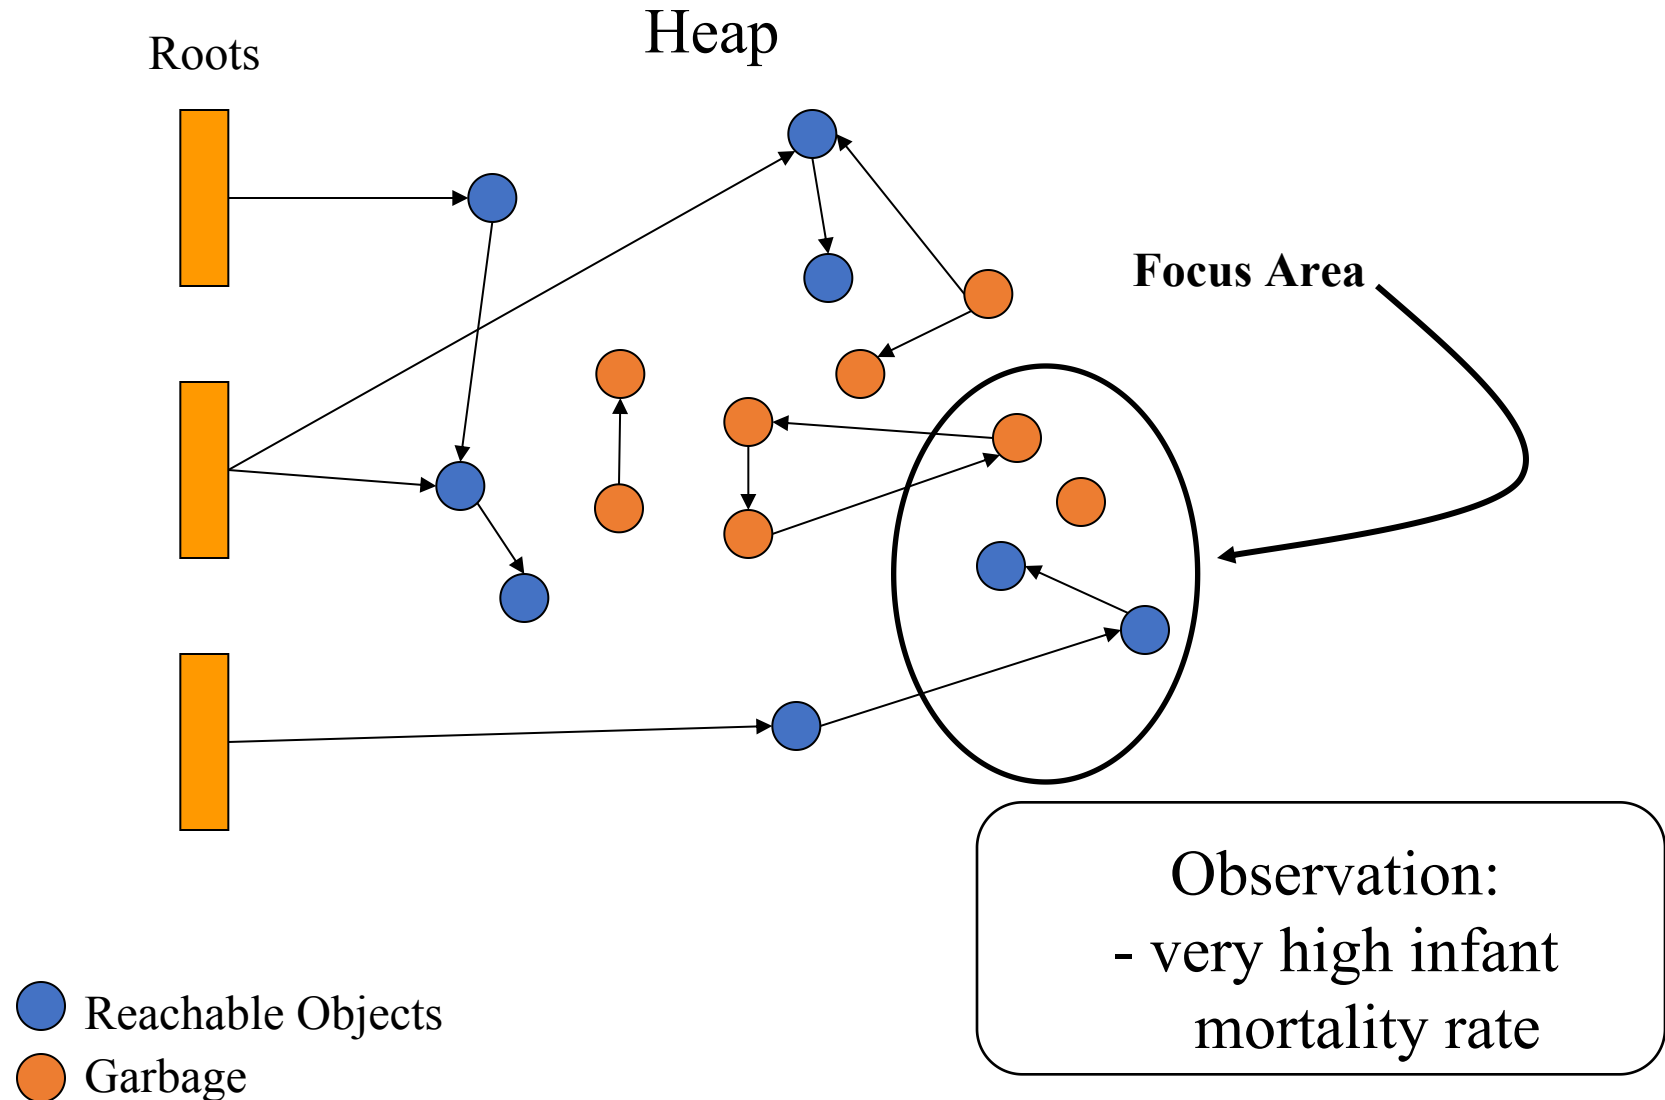 Heap
Roots
Focus Area
Observation:
- very high infant
mortality rate
Reachable Objects
Garbage